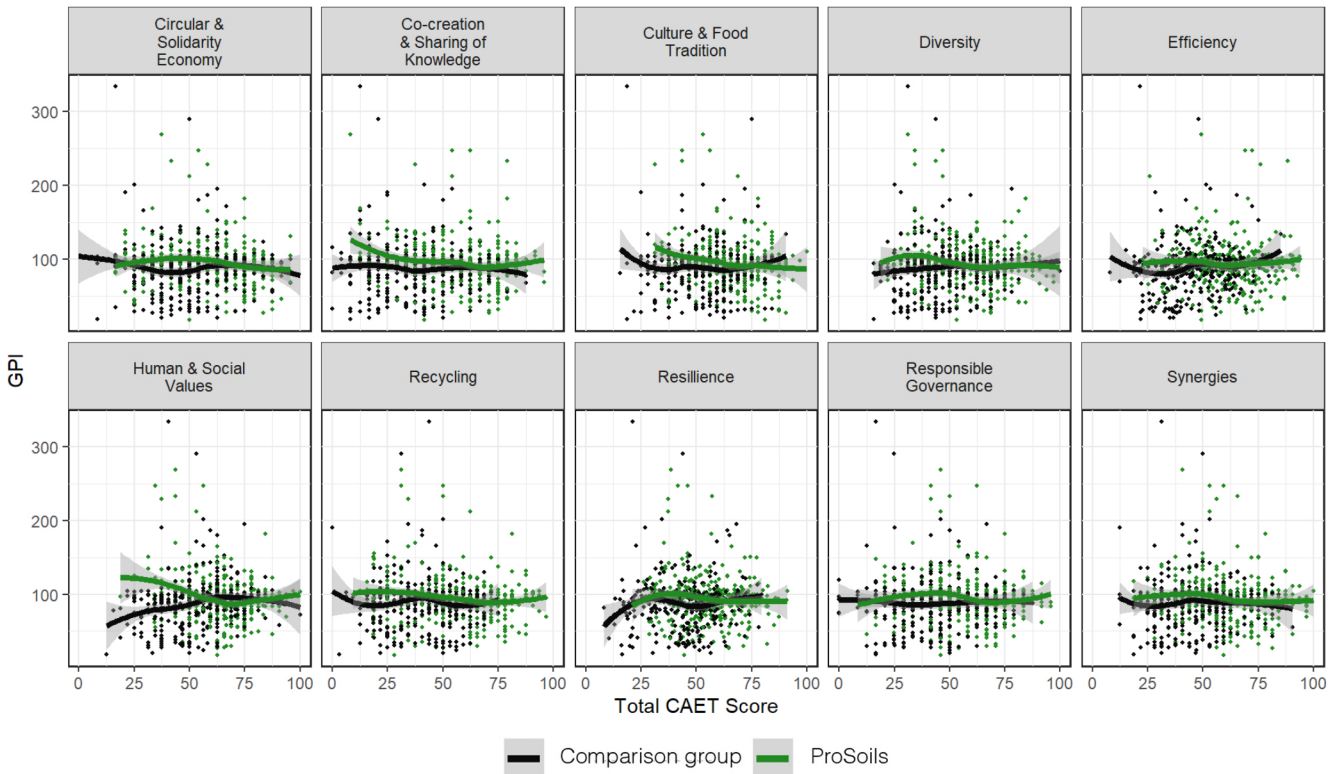 Circular &
Solidarity
Economy
Co-creation
& Sharing of
Knowledge
Culture & Food
Tradition
Diversity
Efficiency
300
200
100
GPI
Human & Social
Values
Recycling
Resillience
Responsible
Governance
Synergies
300
200
100
0 25 50 75 100 0 25 50 75 100 0 25 50 75 100 0 25 50 75 100 0 25 50 75 100
Total CAET Score
Comparison group ProSoils